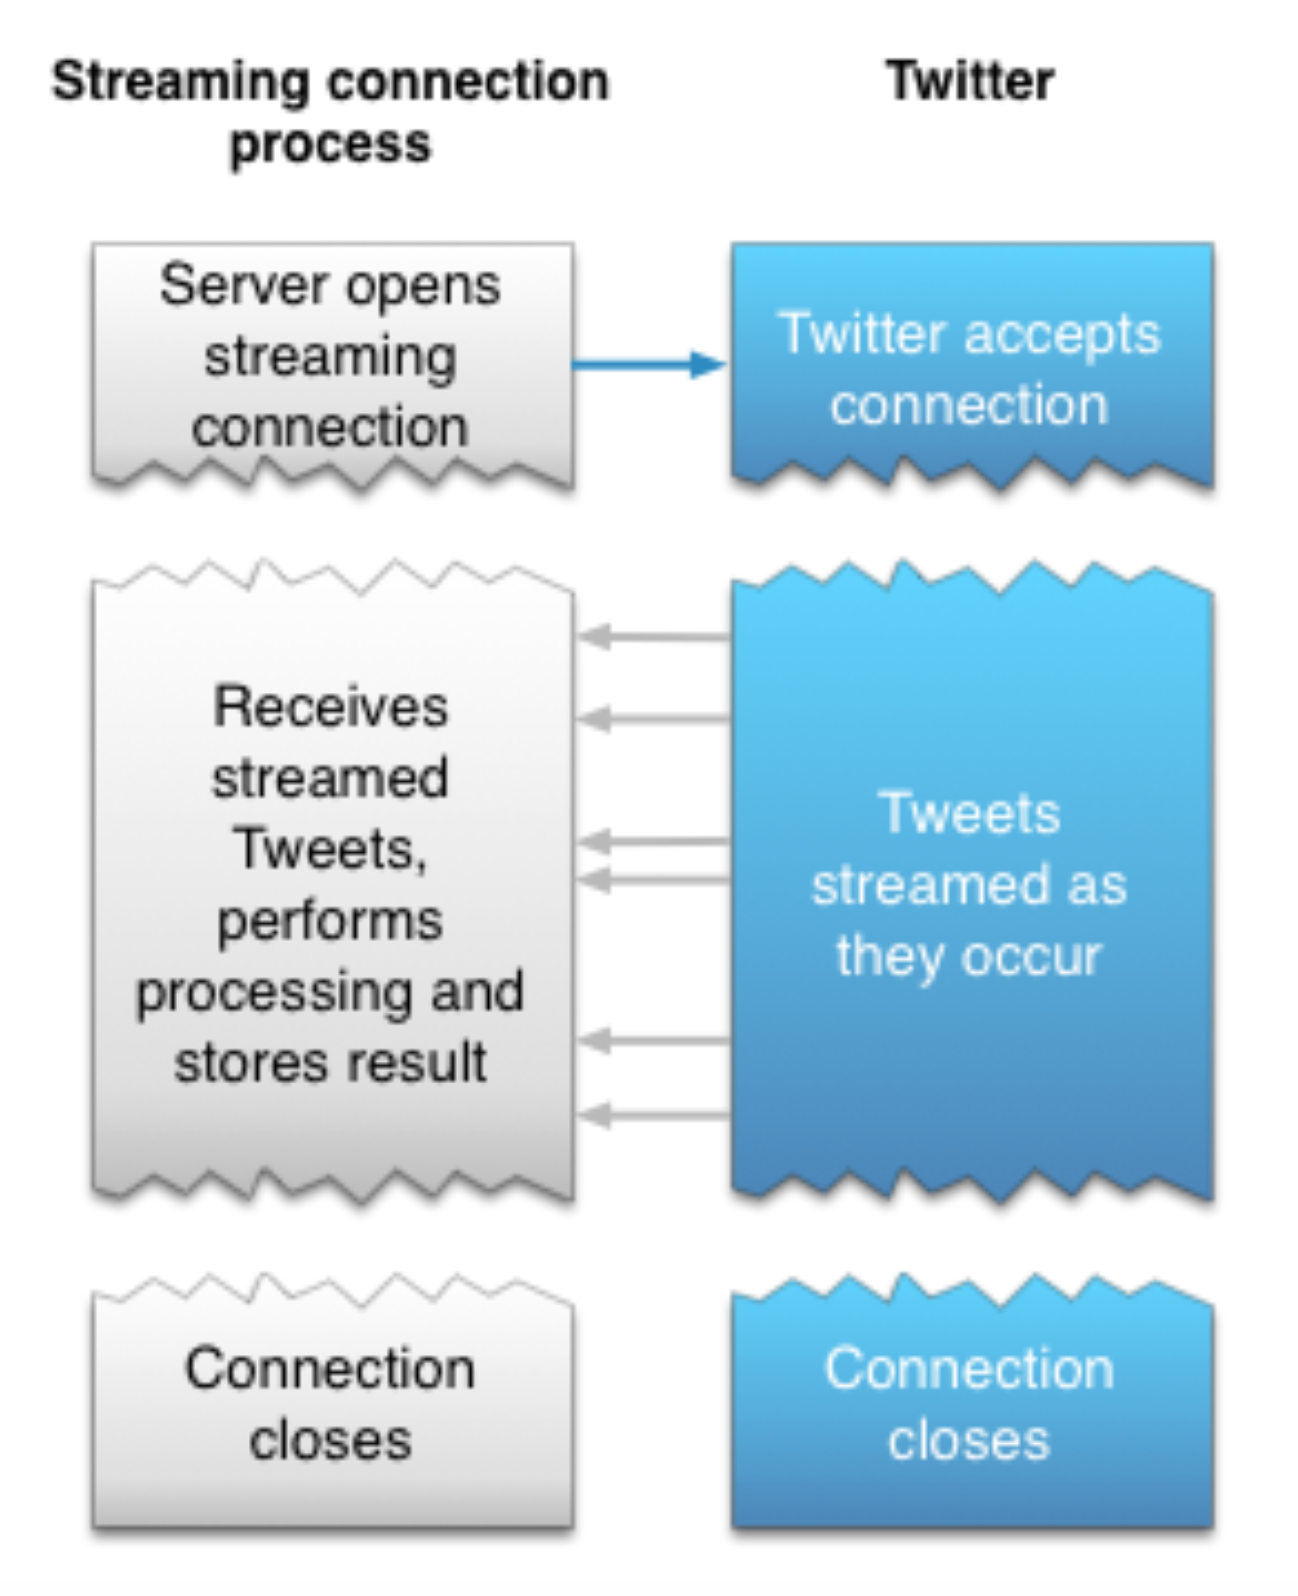 Streaming connection
process
Twitter
Server opens
streaming
connection
Twitter accepts
connection
Receives
streamed
Tweets,
performs
processing and
stores result
Tweets
streamed as
they occur
Connection
closes
Connection
closes